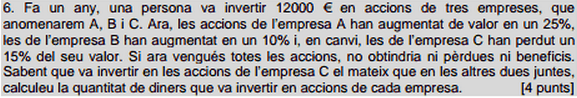 6. Fa un any, una persona va invertir 12000 € en accions de tres empreses, que
anomenarem A, B i C. Ara, les accions de l'empresa A han augmentat de valor en un 25%,
les de l'empresa B han augmentat en un 10% i, en canvi, les de l'empresa C han perdut un
15% del seu valor. Si ara vengués totes les accions, no obtindria ni pèrdues ni beneficis.
Sabent que va invertir en les accions de l'empresa C el mateix que en les altres dues juntes,
calculeu la quantitat de diners que va invertir en accions de cada empresa. [4 punts]